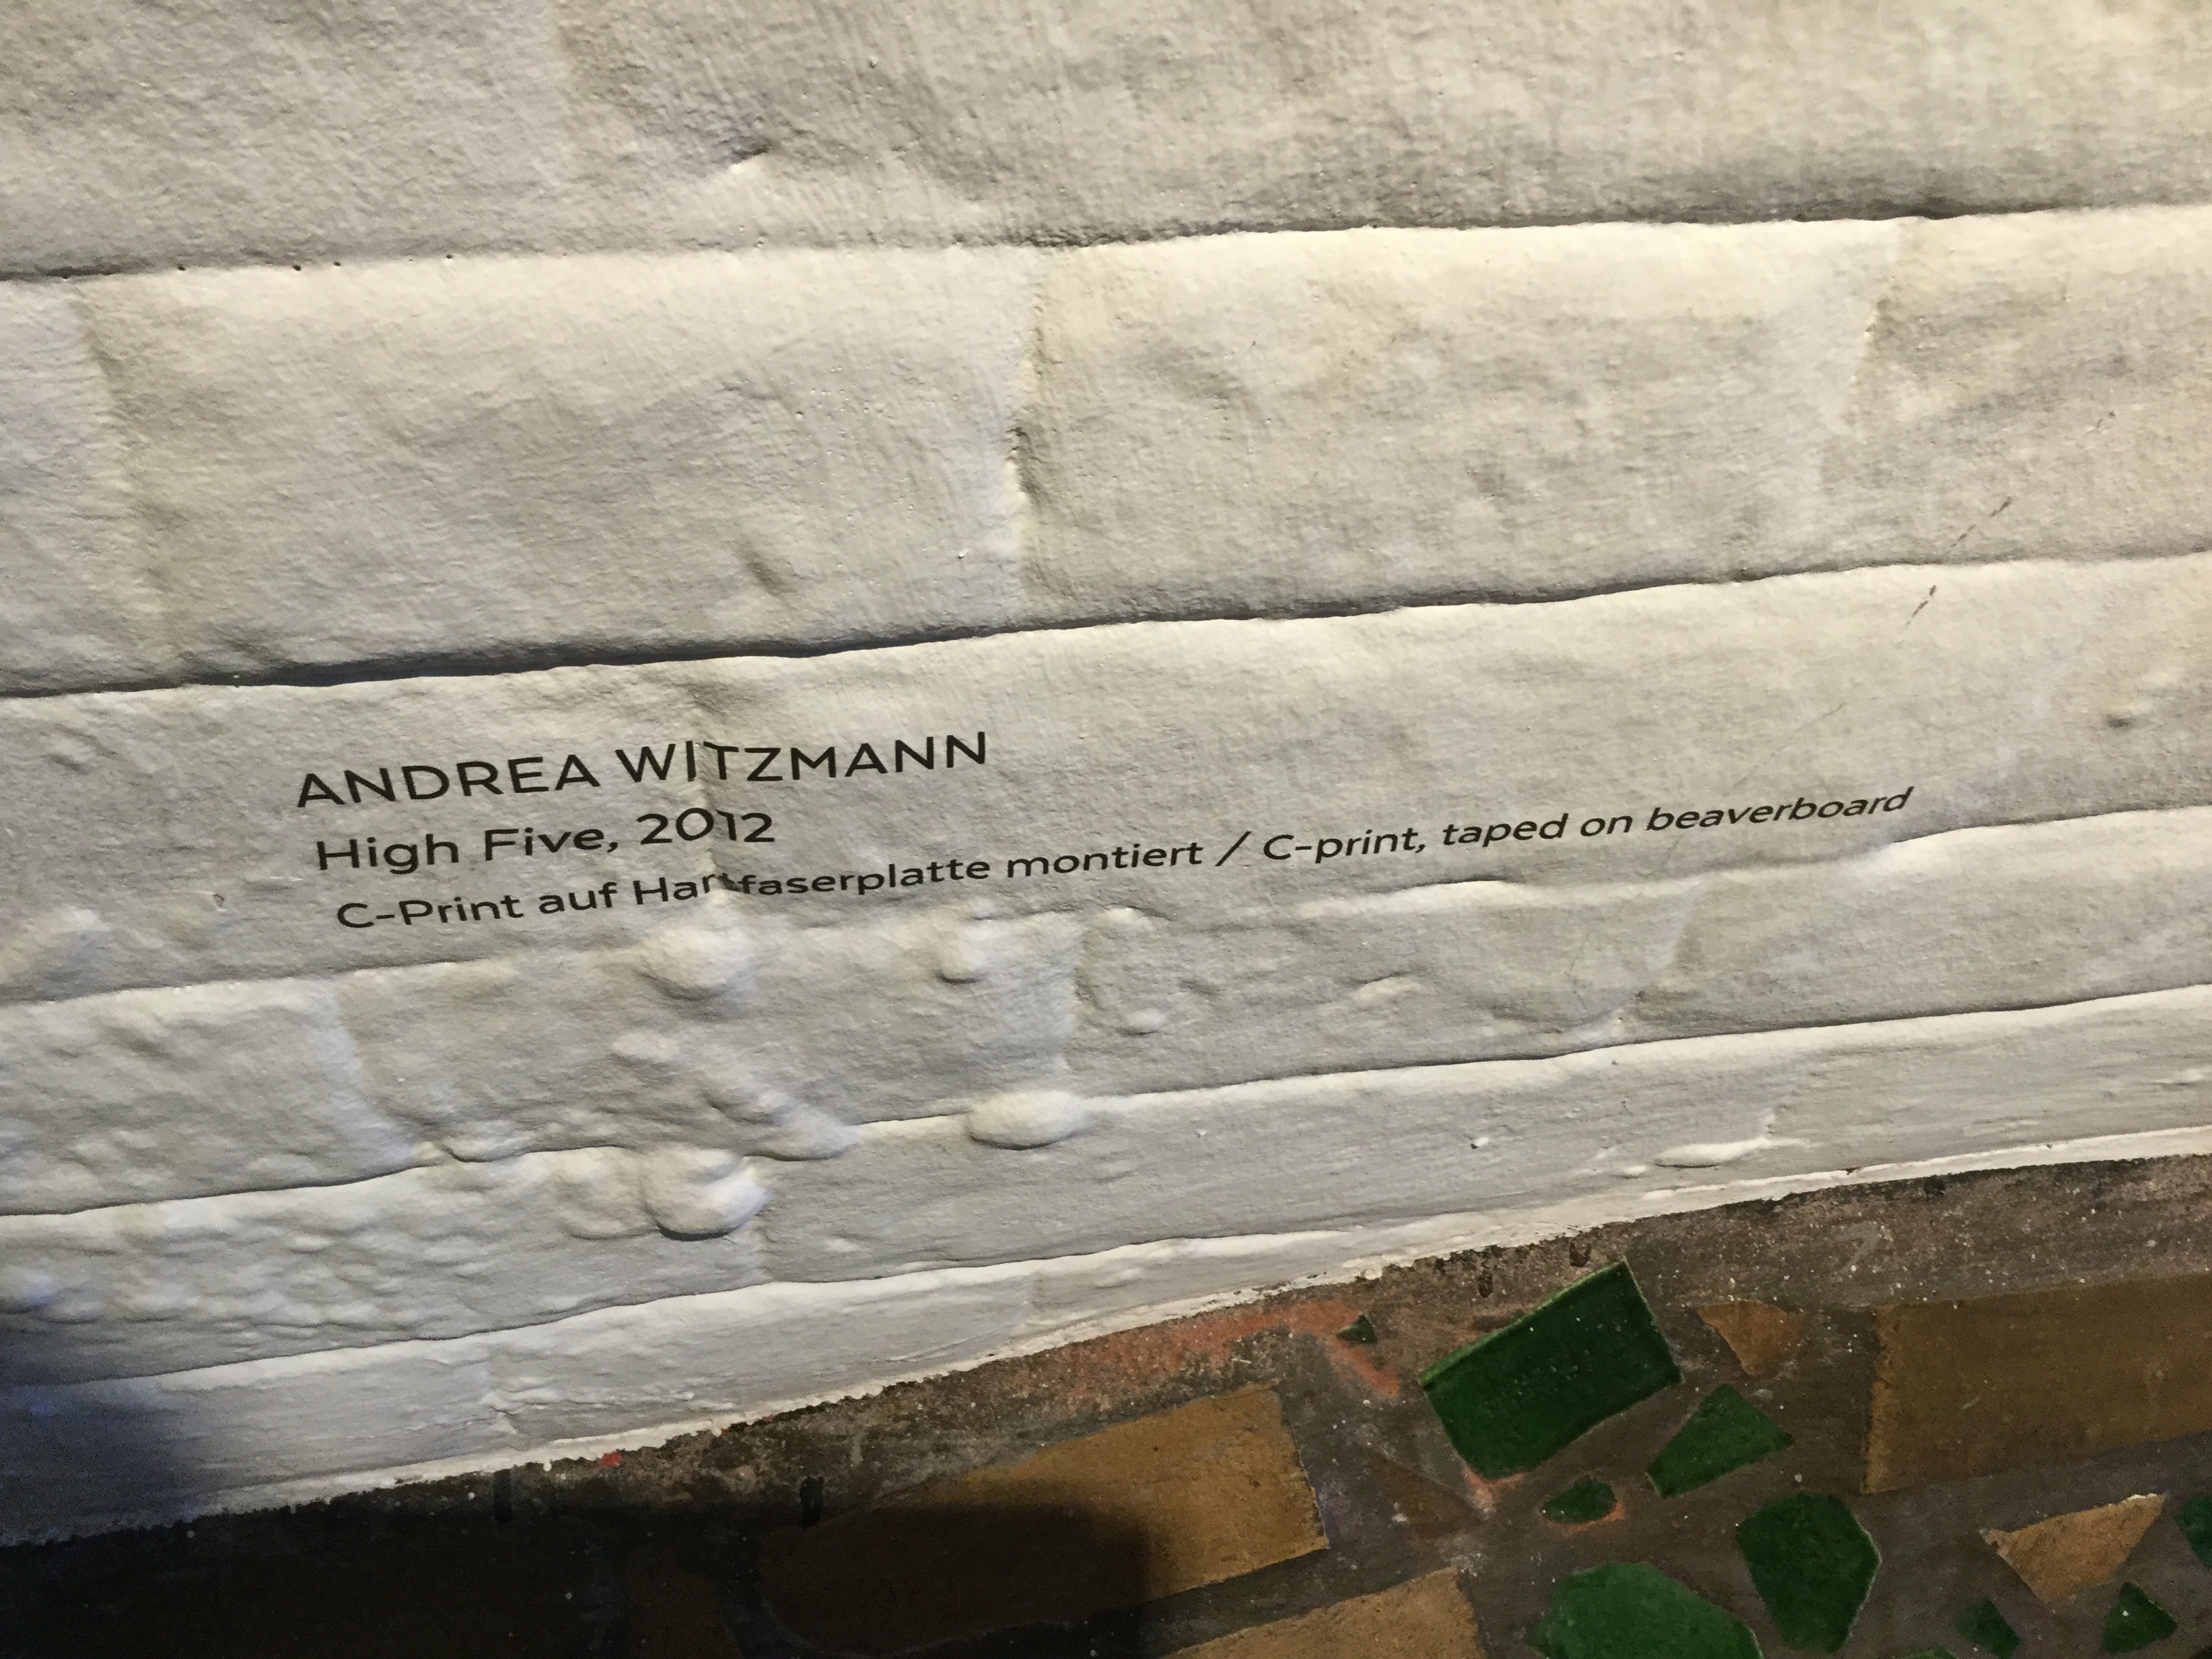 ANDREA WITZMANN
High Five, 2012
C-Print auf Hartfaserplatte montiert / C-print, taped on beaverboard